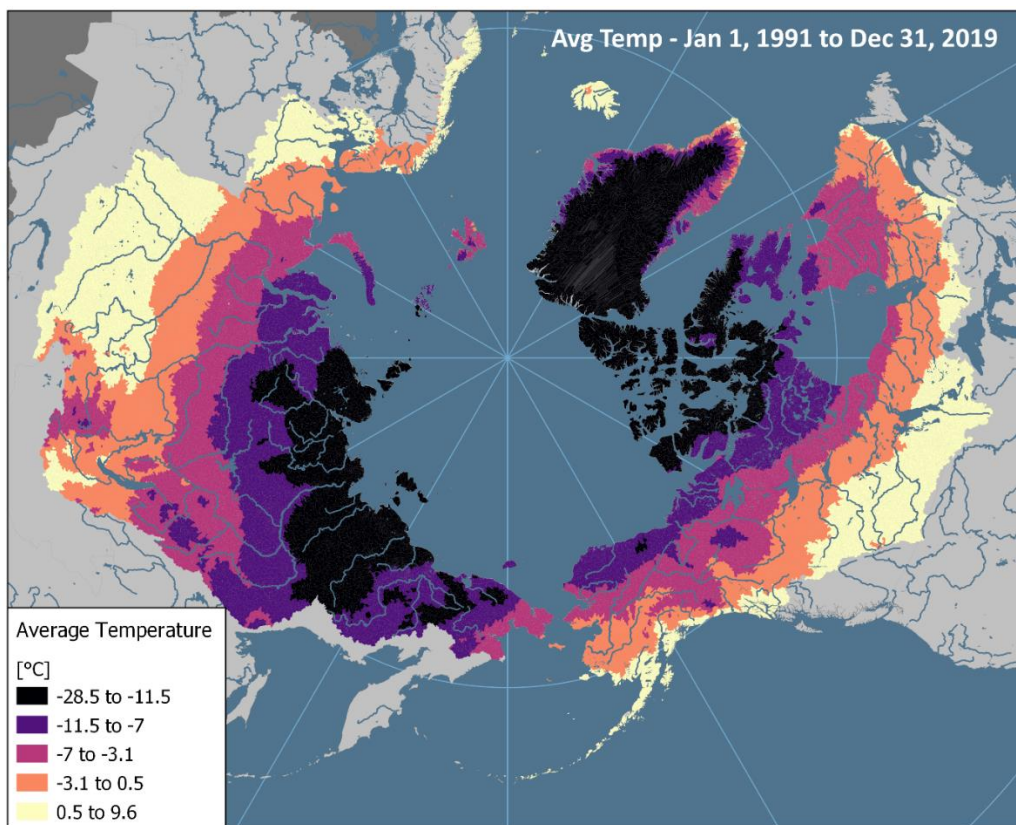 Avg Temp - Jan 1, 1991 to Dec 31, 2019
Average Temperature
[°C]
-28.5 to -11.5
-11.5 to -7
-7 to -3.1
-3.1 to 0.5
0.5 to 9.6